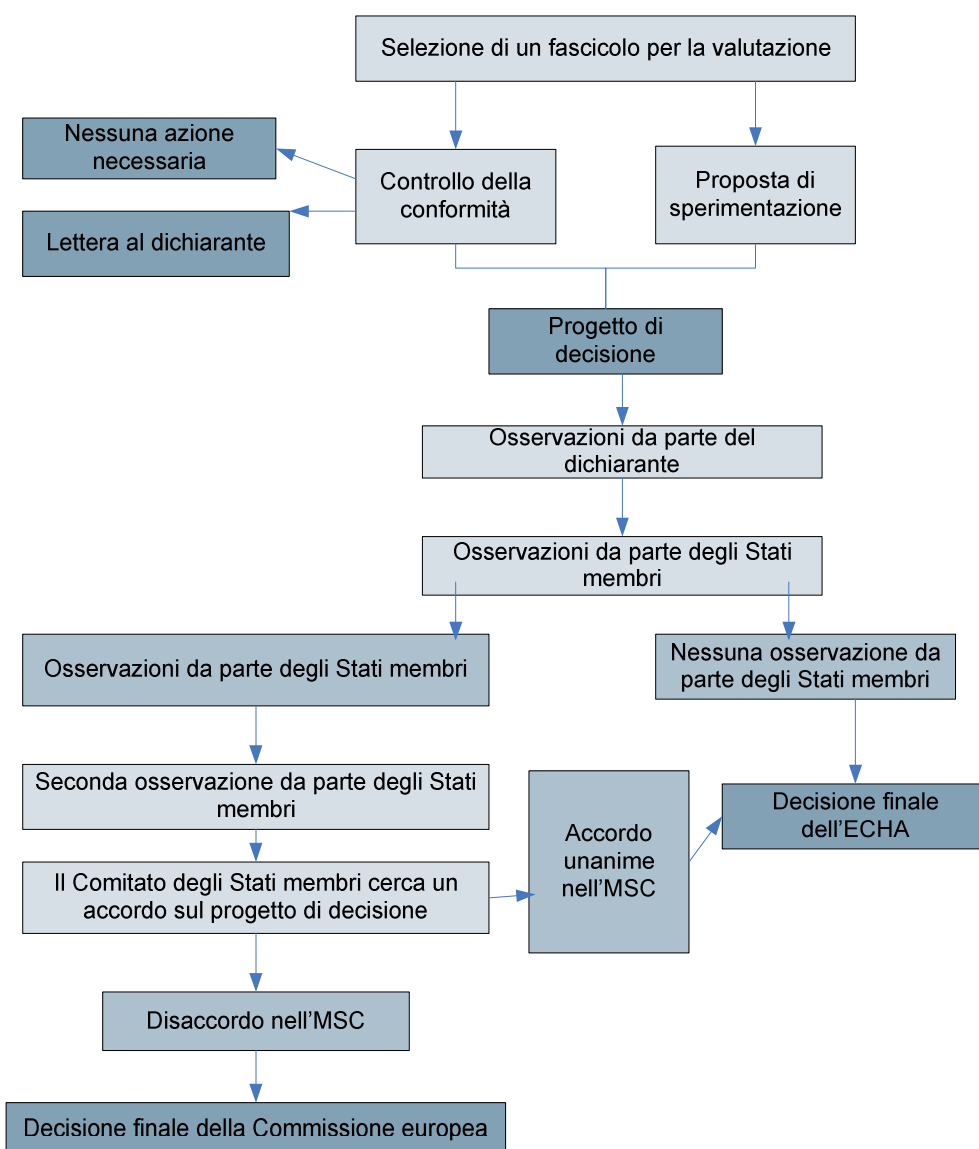 Selezione di un fascicolo per la valutazione
Nessuna azione
necessaria
Controllo della
conformità
Proposta di
sperimentazione
Lettera al dichiarante
Progetto di
decisione
Osservazioni da parte del
dichiarante
Osservazioni da parte degli Stati
membri
Osservazioni da parte degli Stati membri
Nessuna osservazione da
parte degli Stati membri
Seconda osservazione da parte degli Stati
membri
Accordo
unanime
nell'MSC
Decisione finale
dell'ECHA
Il Comitato degli Stati membri cerca un
accordo sul progetto di decisione
Disaccordo nell'MSC
Decisione finale della Commissione europea